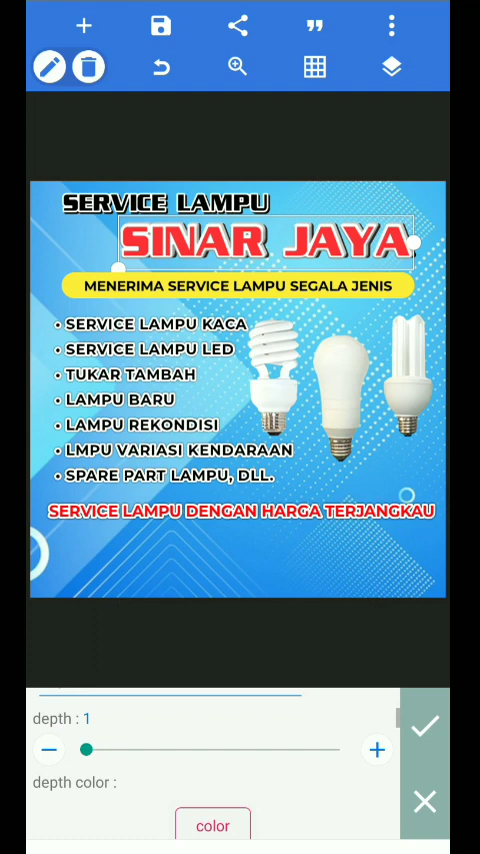 SERVICE LAMPU
SINAR JAYA
MENERIMA SERVICE LAMPU SEGALA JENIS
• SERVICE LAMPU KACA
• SERVICE LAMPU LED
• TUKAR TAMBAH
• LAMPU BARU
• LAMPU REKONDISI
• LMPU VARIASI KENDARAAN
• SPARE PART LAMPU, DLL.
SERVICE LAMPU DENGAN HARGA TERJANGKAU
depth : 1
depth color :
color